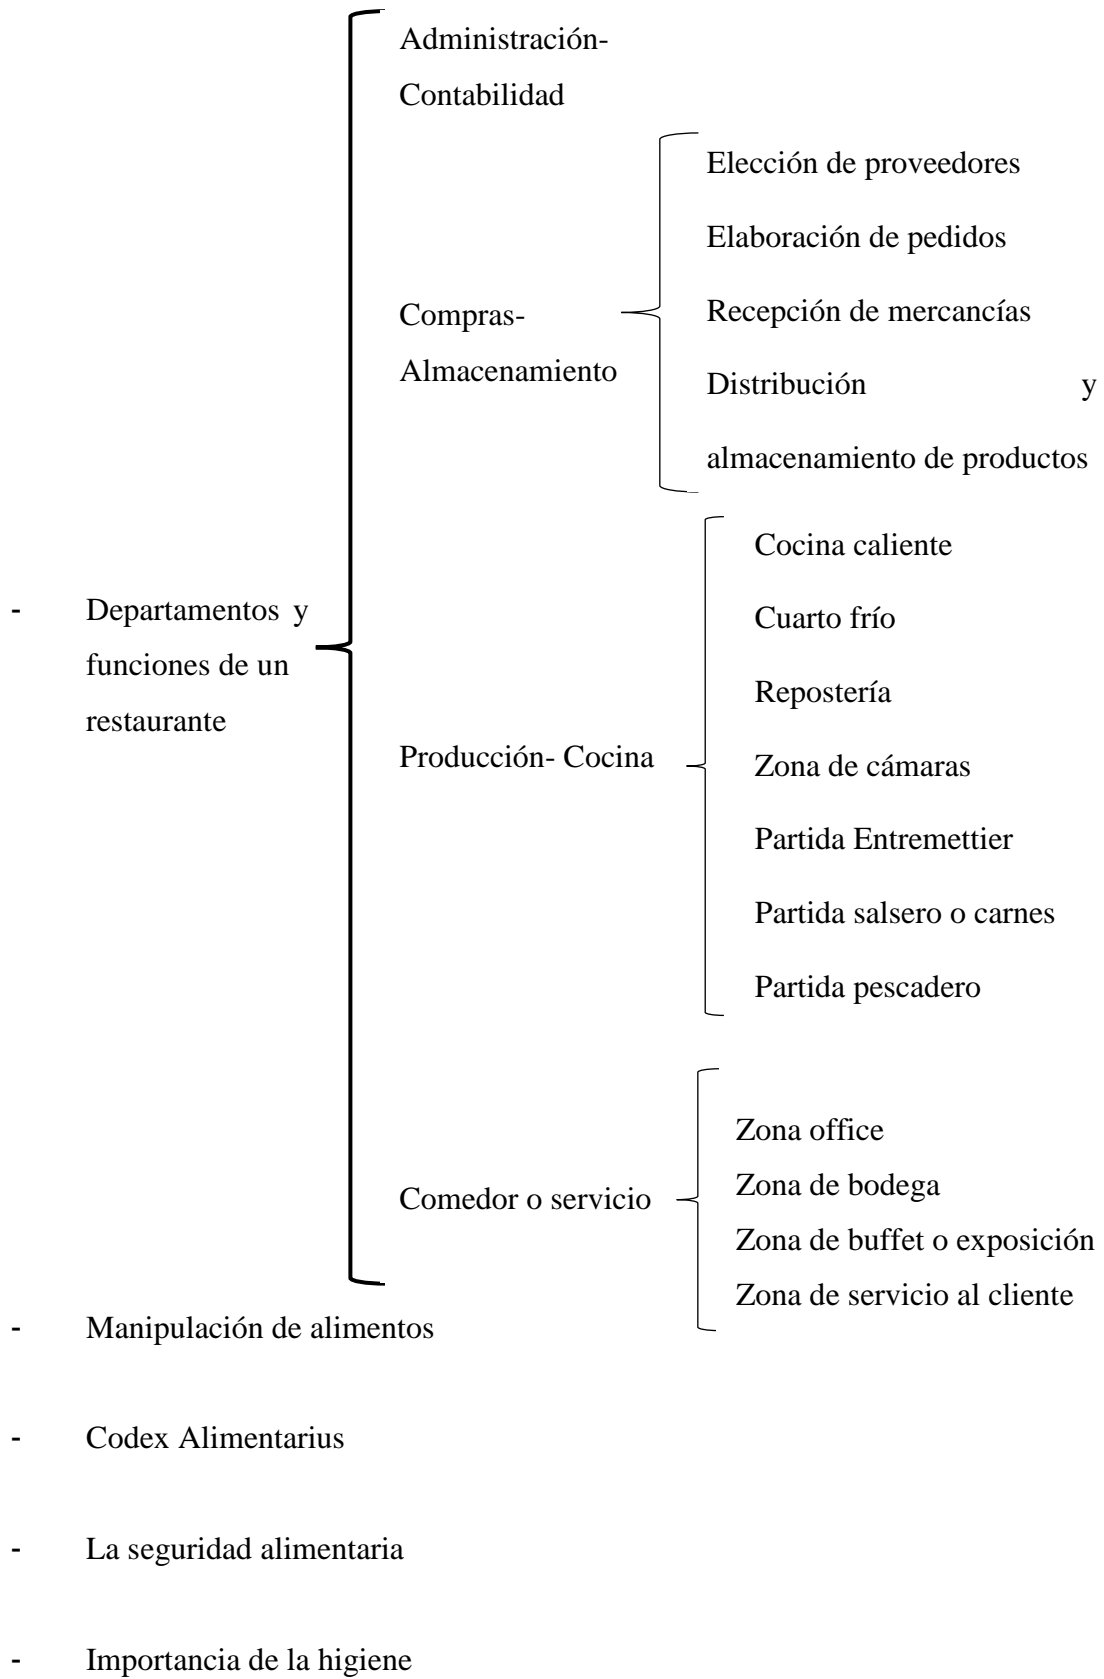 Administración-
Contabilidad
Elección de proveedores
Elaboración de pedidos
Recepción de mercancías
Compras-
Almacenamiento
Distribución y
almacenamiento de productos
Cocina caliente
Cuarto frío
- Departamentos y
funciones de un
restaurante
Repostería
Producción- Cocina
Zona de cámaras
Partida Entremettier
Partida salsero o carnes
Partida pescadero
Comedor o servicio
Zona office
Zona de bodega
Zona de buffet o exposición
Zona de servicio al cliente
- Manipulación de alimentos
- Codex Alimentarius
- La seguridad alimentaria
- Importancia de la higiene